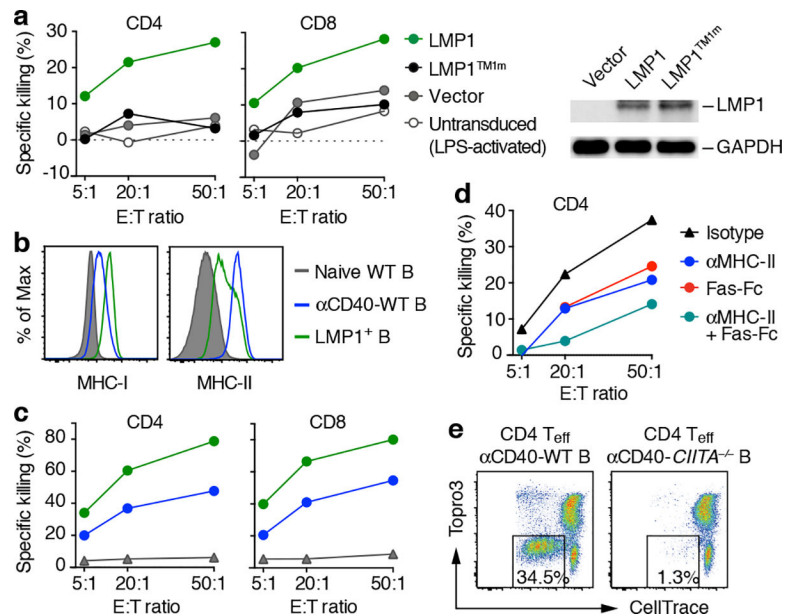 a
CD4
CD8
Specific killing (%)
30
20
10
0
-10
5:1 20:1 50:1
5:1 20:1 50:1
E:T ratio
LMP1
LMP1TM1m
Vector
Untransduced
(LPS-activated)
Vector
LMP1
LMP1TM1m
–LMP1
–GAPDH
b
% of Max
MHC-I
MHC-II
Naive WT B
αCD40-WT B
LMP1+ B
c
CD4
CD8
Specific killing (%)
80
60
40
20
0
5:1 20:1 50:1
5:1 20:1 50:1
E:T ratio
E:T ratio
d
CD4
Specific killing (%)
40
30
20
10
0
5:1 20:1 50:1
E:T ratio
Isotype
αMHC-II
Fas-Fc
αMHC-II
+ Fas-Fc
e
CD4 Teff
αCD40-WT B
CD4 Teff
αCD40-CIITA–/– B
Topro3
34.5%
1.3%
CellTrace